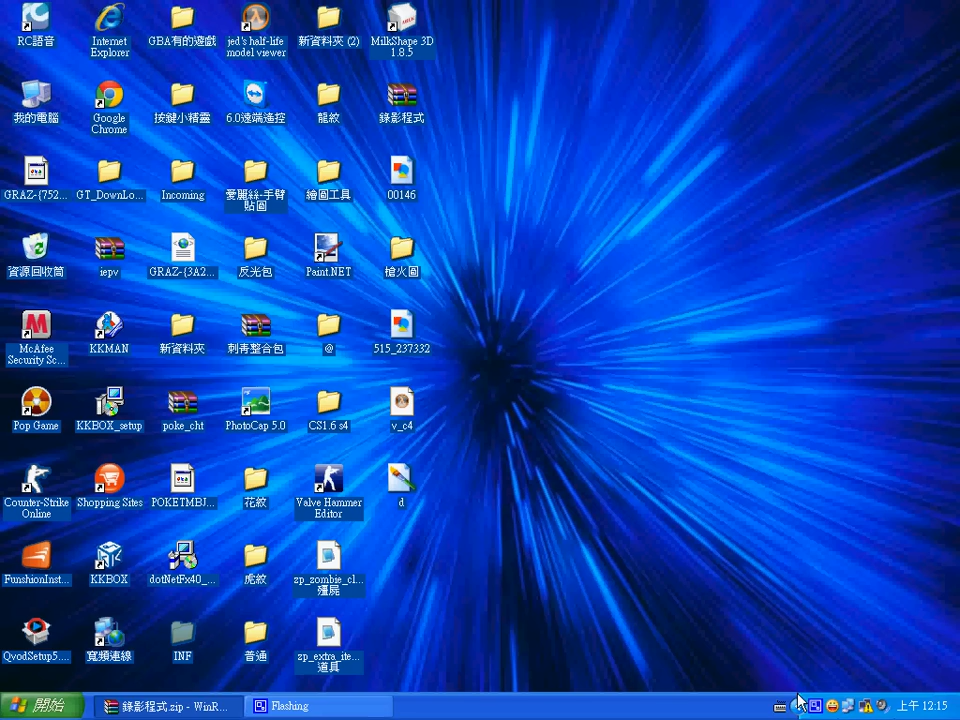 RC語音
Internet
Explorer
GBA有的遊戲
jed's half-life
model viewer
新資料夾 (2)
MilkShape 3D
1.8.5
我的電腦
Google
Chrome
按鍵小精靈
6.0遠端遙控
龍紋
錄影程式
GRAZ-{752...
GT_DownLo...
Incoming
愛麗絲-手臂
貼圖
繪圖工具
00146
資源回收筒
iepv
GRAZ-{3A2...
反光包
Paint.NET
槍火圖
McAfee
Security Sc...
KKMAN
新資料夾
刺青整合包
@
515_237332
Pop Game
KKBOX_setup
poke_cht
PhotoCap 5.0
CS1.6 s4
v_c4
Counter-Strike
Online
Shopping Sites
POKETMBJ...
花紋
Valve Hammer
Editor
d
FunshionInst...
KKBOX
dotNetFx40_...
虎紋
zp_zombie_cl...
殭屍
QvodSetup5....
寬頻連線
INF
普通
zp_extra_ite...
道具
開始
錄影程式.zip - WinR...
Flashing
上午 12:15